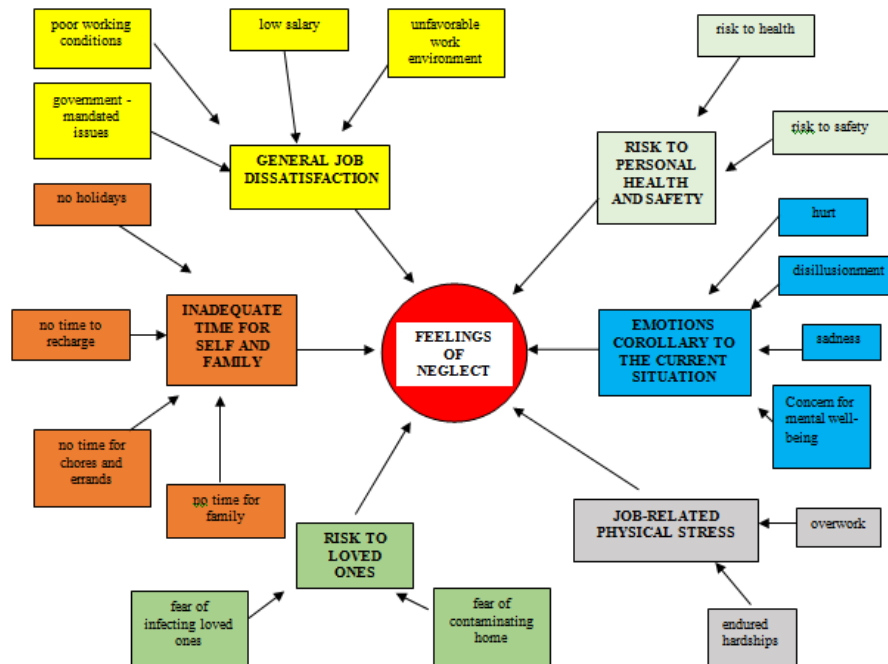 poor working
conditions
low salary
unfavorable
work
environment
risk to health
government -
mandated
issues
risk to safety
GENERAL JOB
DISSATISFACTION
RISK TO
PERSONAL
HEALTH
AND SAFETY
no holidays
hurt
disillusionment
INADEQUATE
TIME FOR
SELF AND
FAMILY
no time to
recharge
FEELINGS
OF
NEGLECT
EMOTIONS
COROLLARY TO
THE CURRENT
SITUATION
sadness
Concern for
mental well-
being
no time for
chores and
errands
no time for
family
RISK TO
LOVED
ONES
JOB-RELATED
PHYSICAL STRESS
overwork
fear of
infecting loved
ones
fear of
contaminating
home
endured
hardships